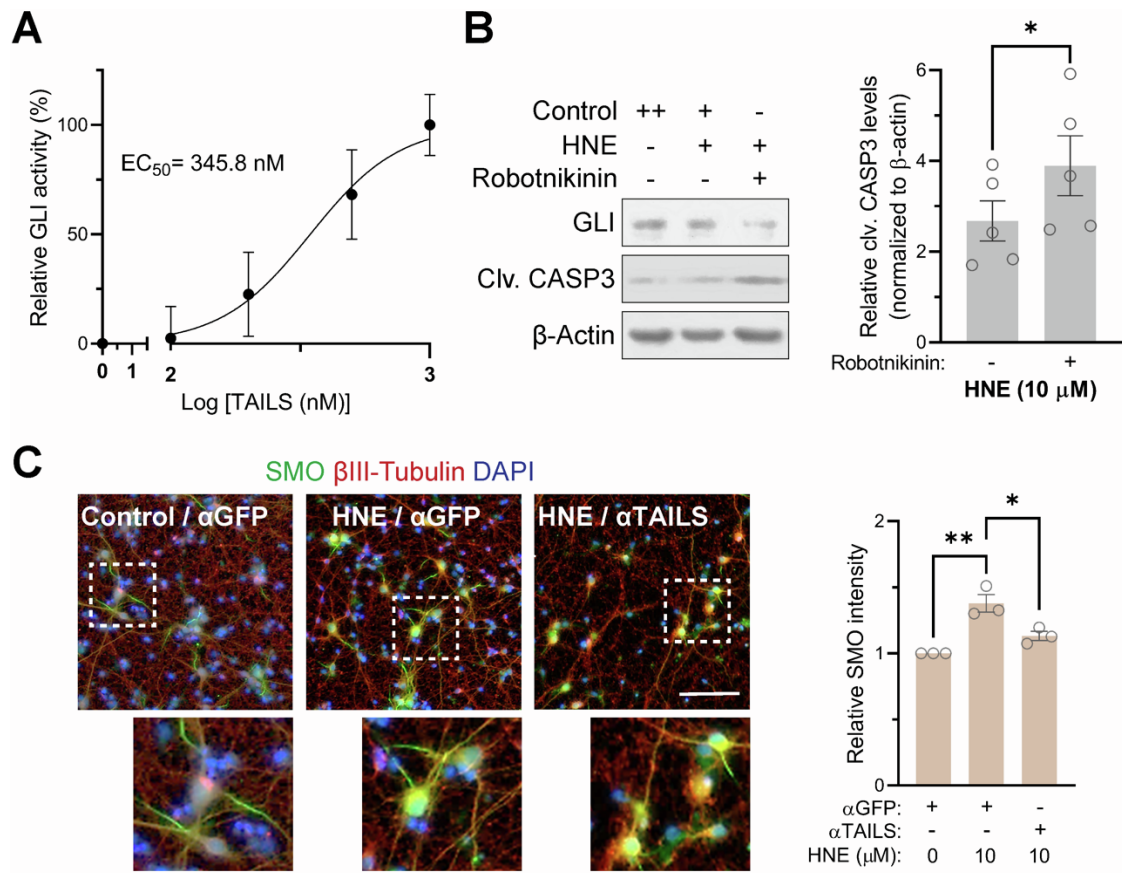 A
Relative GLI activity (%)
100
50
0
EC50= 345.8 nM
0 1 2 3
Log [TAILS (nM)]
B
Control ++ + -
HNE - + +
Robotnikinin - - +
GLI
Clv. CASP3
β-Actin
Relative clv. CASP3 levels
(normalized to β-actin)
6
4
2
0
*
Robotnikinin: - +
HNE (10 μM)
C
SMO βIII-Tubulin DAPI
Control / αGFP
HNE / αGFP
HNE / αTAILS
Relative SMO intensity
2
1
0
**
*
αGFP: + + -
αTAILS: - - +
HNE (μM): 0 10 10